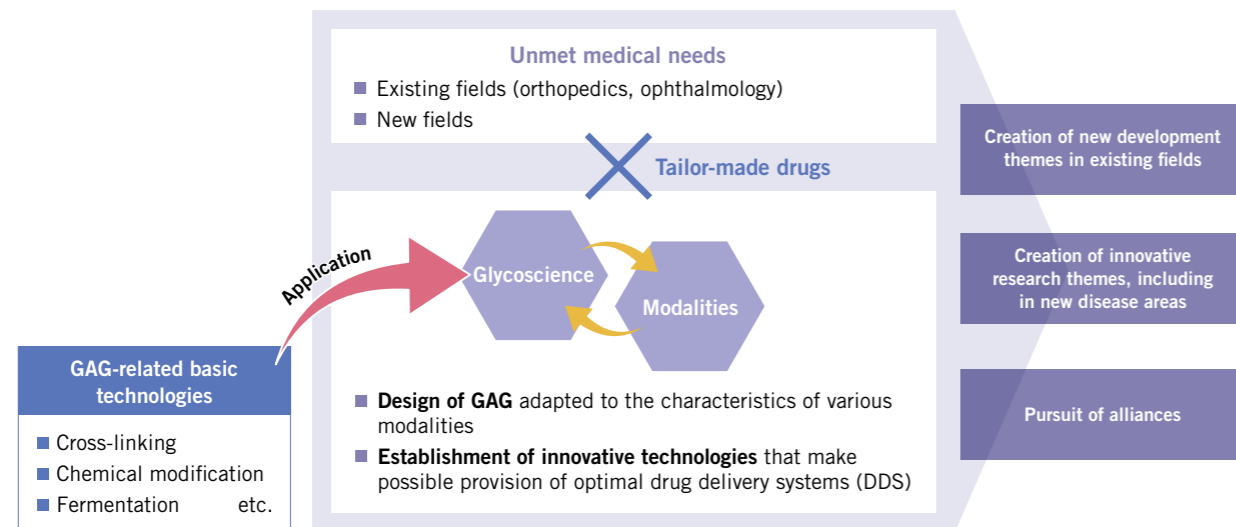 Unmet medical needs
■ Existing fields (orthopedics, ophthalmology)
■ New fields
Tailor-made drugs
Application
Glycoscience
Modalities
GAG-related basic
technologies
■ Cross-linking
■ Chemical modification
■ Fermentation etc.
■ Design of GAG adapted to the characteristics of various
modalities
■ Establishment of innovative technologies that make
possible provision of optimal drug delivery systems (DDS)
Creation of new development
themes in existing fields
Creation of innovative
research themes, including
in new disease areas
Pursuit of alliances